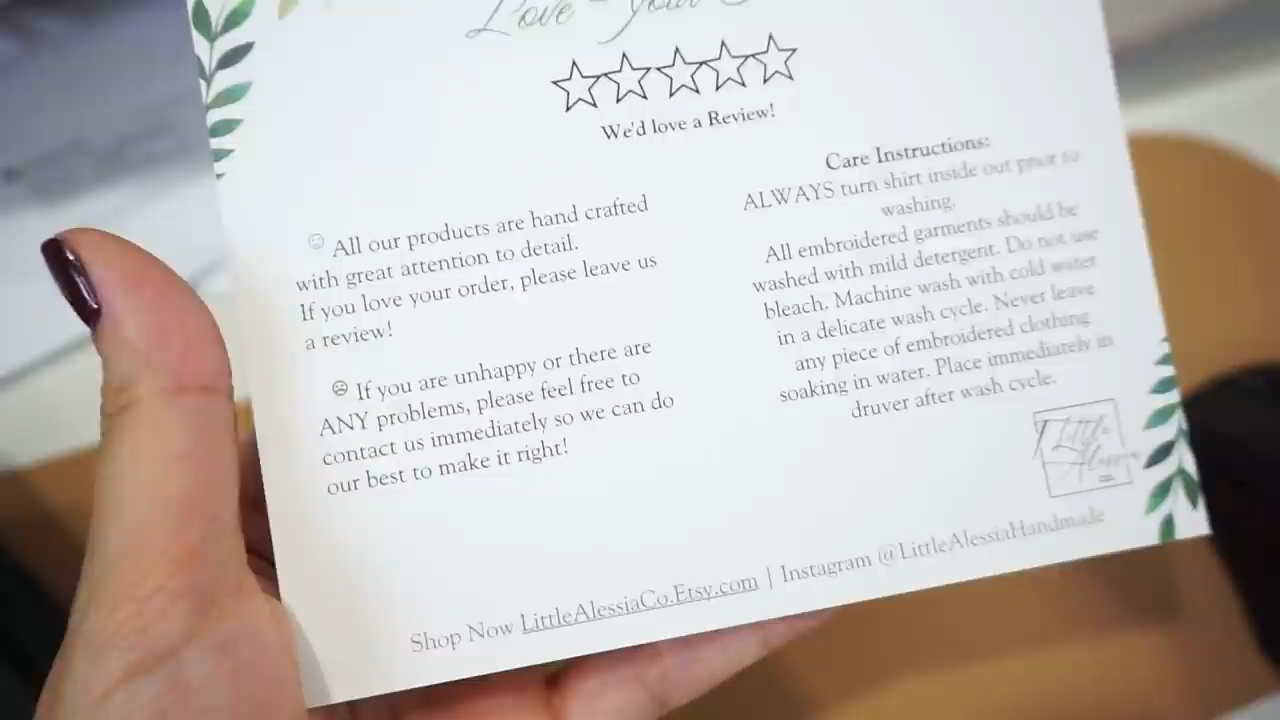 Love - Your
We'd love a Review!
☺ All our products are hand crafted
with great attention to detail.
If you love your order, please leave us
a review!
☹ If you are unhappy or there are
ANY problems, please feel free to
contact us immediately so we can do
our best to make it right!
Care Instructions:
ALWAYS turn shirt inside out prior to
washing.
All embroidered garments should be
washed with mild detergent. Do not use
bleach. Machine wash with cold water
in a delicate wash cycle. Never leave
any piece of embroidered clothing
soaking in water. Place immediately in
druver after wash cycle.
Little
Alessia
Shop Now LittleAlessiaCo.Etsy.com | Instagram @LittleAlessiaHandmade